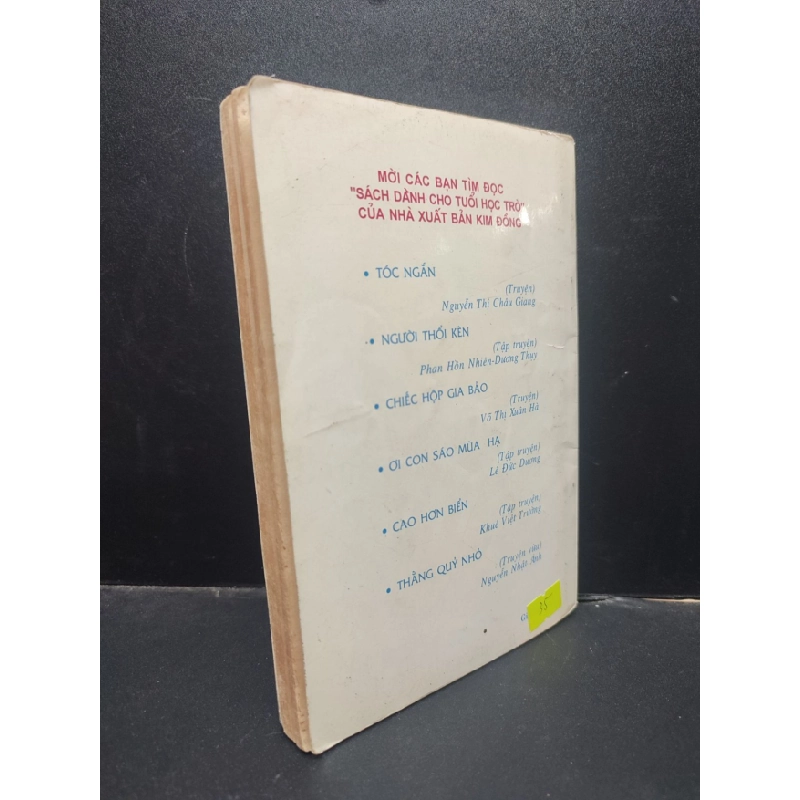 MỜI CÁC BẠN TÌM ĐỌC
"SÁCH DÀNH CHO TUỔI HỌC TRÒ"
CỦA NHÀ XUẤT BẢN KIM ĐỒNG
• TÓC NGẮN
(Truyện)
Nguyễn Thị Châu Giang
• NGƯỜI THỔI KÈN
(Tập truyện)
Phan Hồn Nhiên-Dương Thụy
• CHIẾC HỘP GIA BẢO
(Truyện)
Võ Thị Xuân Hà
• ƠI CON SÁO MÙA HẠ
(Tập truyện)
Lê Đức Dương
• CAO HƠN BIỂN
(Tập truyện)
Khuê Việt Trường
• THẰNG QUỶ NHỎ
(Truyện của)
Nguyễn Nhật Ánh
35